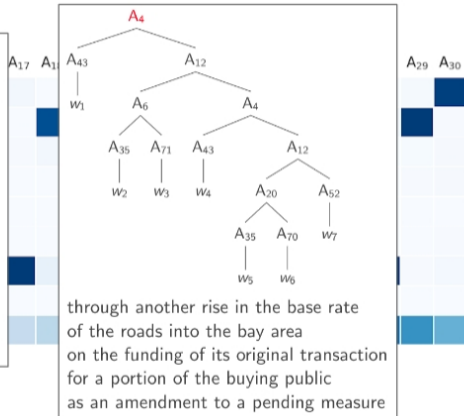 A4
A17 A43 A12 A29 A30
w1 A6 A4
A35 A71 A43 A12
w2 w3 w4 A20 A52
A35 A70 w7
w5 w6
through another rise in the base rate
of the roads into the bay area
on the funding of its original transaction
for a portion of the buying public
as an amendment to a pending measure